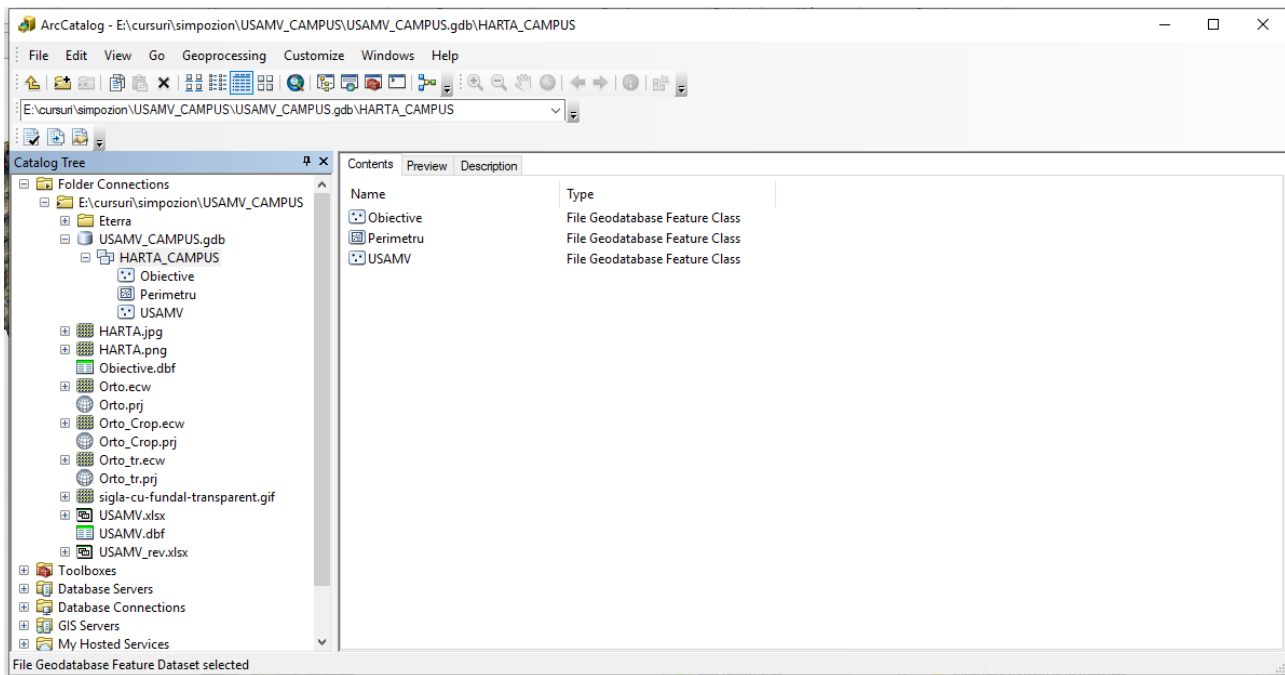 ArcCatalog - E:\cursuri\simpozion\USAMV_CAMPUS\USAMV_CAMPUS.gdb\HARTA_CAMPUS
File Edit View Go Geoprocessing Customize Windows Help
E:\cursuri\simpozion\USAMV_CAMPUS\USAMV_CAMPUS.gdb\HARTA_CAMPUS
Catalog Tree
Folder Connections
E:\cursuri\simpozion\USAMV_CAMPUS
Eterra
USAMV_CAMPUS.gdb
HARTA_CAMPUS
Obiective
Perimetru
USAMV
HARTA.jpg
HARTA.png
Obiective.dbf
Orto.ecw
Orto.prj
Orto_Crop.ecw
Orto_Crop.prj
Orto_tr.ecw
Orto_tr.prj
sigla-cu-fundal-transparent.gif
USAMV.xlsx
USAMV.dbf
USAMV_rev.xlsx
Toolboxes
Database Servers
Database Connections
GIS Servers
My Hosted Services
Contents Preview Description
Name Type
Obiective File Geodatabase Feature Class
Perimetru File Geodatabase Feature Class
USAMV File Geodatabase Feature Class
File Geodatabase Feature Dataset selected